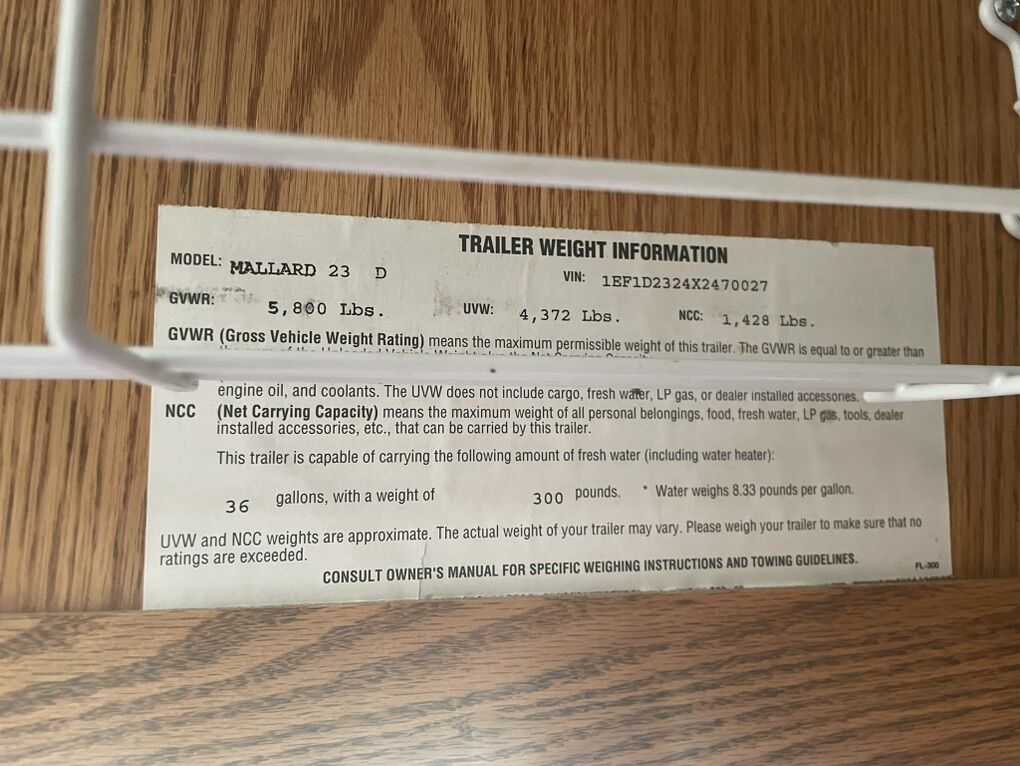 TRAILER WEIGHT INFORMATION
MODEL: MALLARD 23 D VIN: 1EF1D2324X2470027
GVWR: 5,800 Lbs. UVW: 4,372 Lbs. NCC: 1,428 Lbs.
GVWR (Gross Vehicle Weight Rating) means the maximum permissible weight of this trailer. The GVWR is equal to or greater than
engine oil, and coolants. The UVW does not include cargo, fresh water, LP gas, or dealer installed accessories.
NCC (Net Carrying Capacity) means the maximum weight of all personal belongings, food, fresh water, LP gas, tools, dealer
installed accessories, etc., that can be carried by this trailer.
This trailer is capable of carrying the following amount of fresh water (including water heater):
36 gallons, with a weight of 300 pounds. * Water weighs 8.33 pounds per gallon.
UVW and NCC weights are approximate. The actual weight of your trailer may vary. Please weigh your trailer to make sure that no
ratings are exceeded.
CONSULT OWNER'S MANUAL FOR SPECIFIC WEIGHING INSTRUCTIONS AND TOWING GUIDELINES.
FL-300